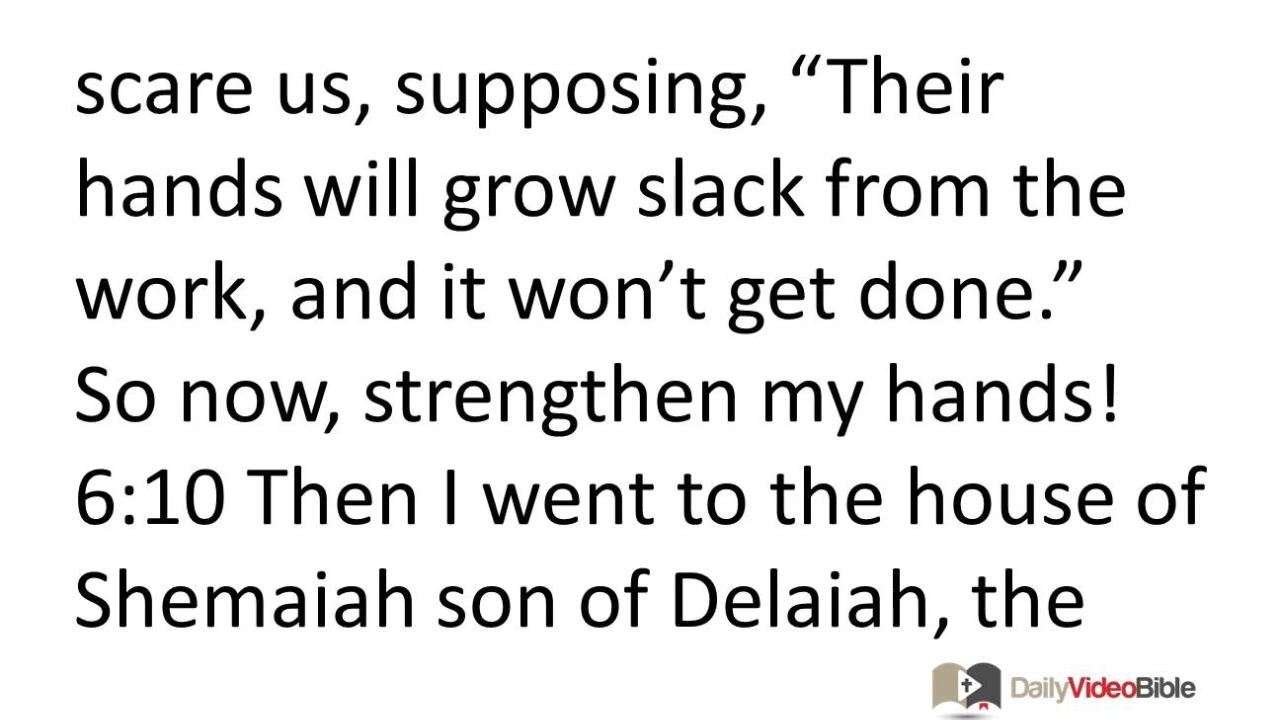 scare us, supposing, “Their
hands will grow slack from the
work, and it won’t get done.”
So now, strengthen my hands!
6:10 Then I went to the house of
Shemaiah son of Delaiah, the
DailyVideoBible